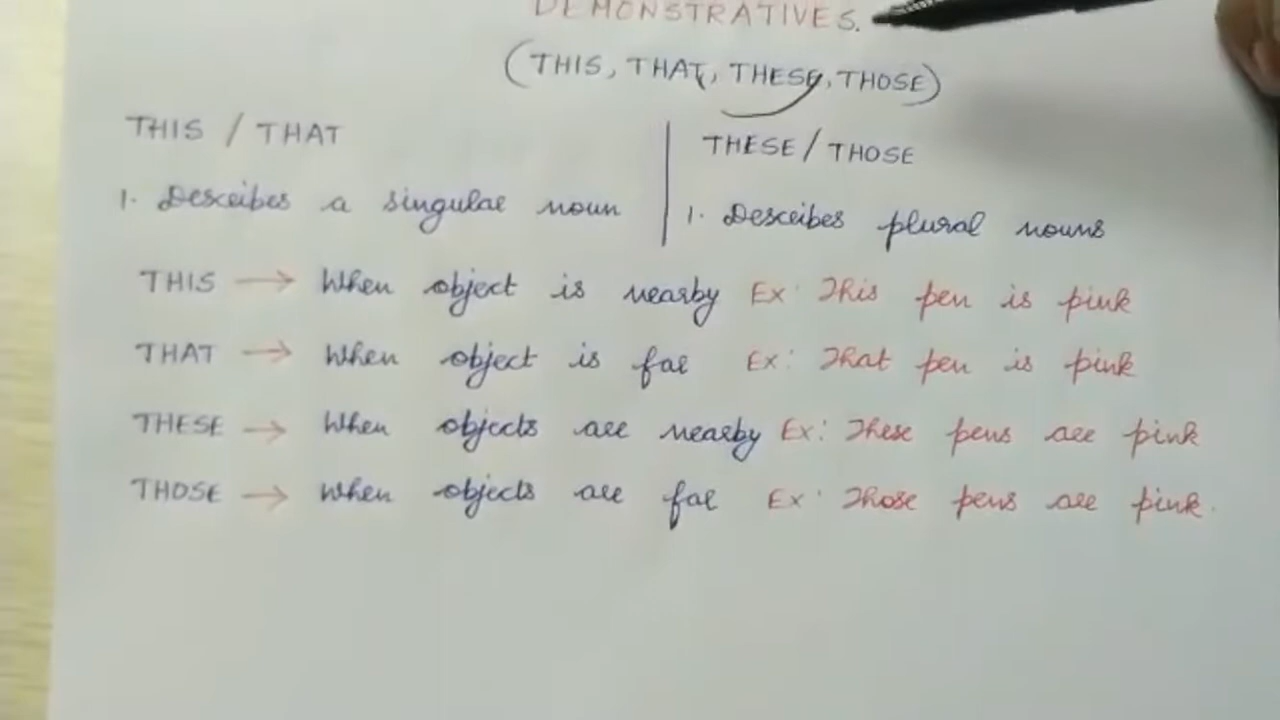 DEMONSTRATIVES.
(THIS, THAT, THESE, THOSE)
THIS / THAT
1. Describes a singular noun
THESE / THOSE
1. Describes plural nouns
THIS → When object is nearby Ex: This pen is pink
THAT → When object is far Ex: That pen is pink
THESE → When objects are nearby Ex: These pens are pink
THOSE → When objects are far Ex: Those pens are pink.